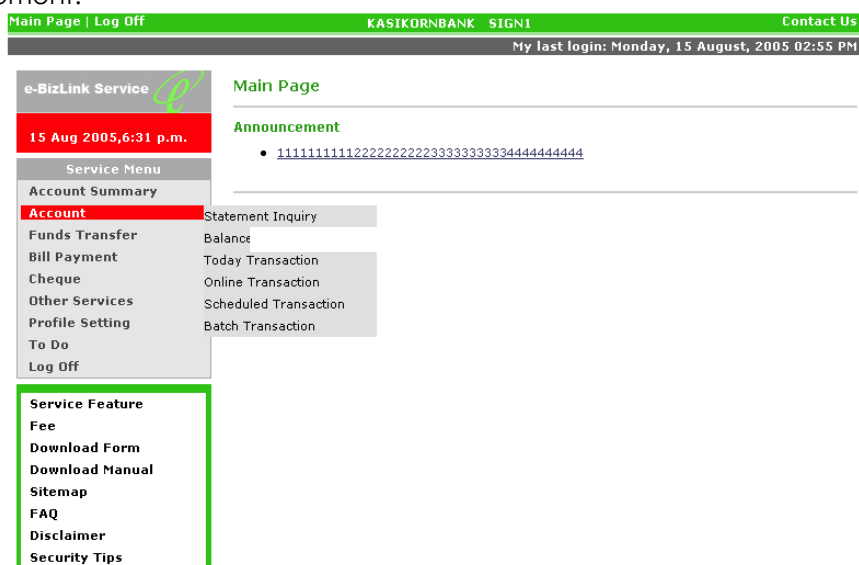 Main Page | Log Off KASIKORNBANK SIGN1 Contact Us
My last login: Monday, 15 August, 2005 02:55 PM
e-BizLink Service
15 Aug 2005,6:31 p.m.
Service Menu
Account Summary
Account
Funds Transfer
Bill Payment
Cheque
Other Services
Profile Setting
To Do
Log Off
Statement Inquiry
Balance
Today Transaction
Online Transaction
Scheduled Transaction
Batch Transaction
Service Feature
Fee
Download Form
Download Manual
Sitemap
FAQ
Disclaimer
Security Tips
Main Page
Announcement
• 1111111111222222222233333333334444444444